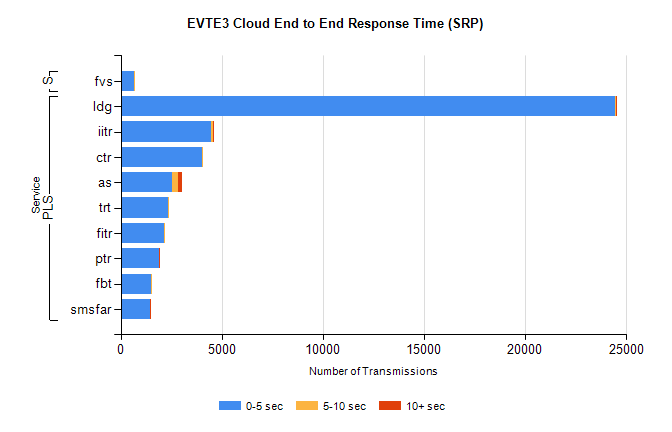 EVTE3 Cloud End to End Response Time (SRP)
S
fvs
ldg
iitr
ctr
as
trt
fitr
ptr
fbt
smsfar
Service
PLS
0
5000
10000
15000
20000
25000
Number of Transmissions
0-5 sec
5-10 sec
10+ sec